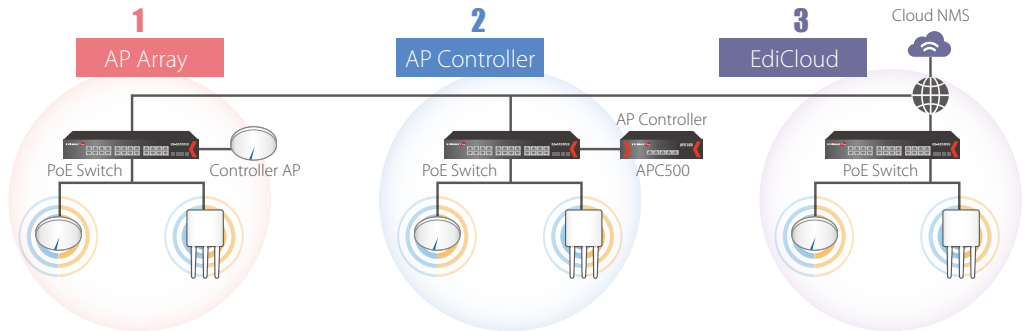 1
AP Array
2
AP Controller
3
EdiCloud
Cloud NMS
PoE Switch
Controller AP
PoE Switch
AP Controller
APC500
PoE Switch